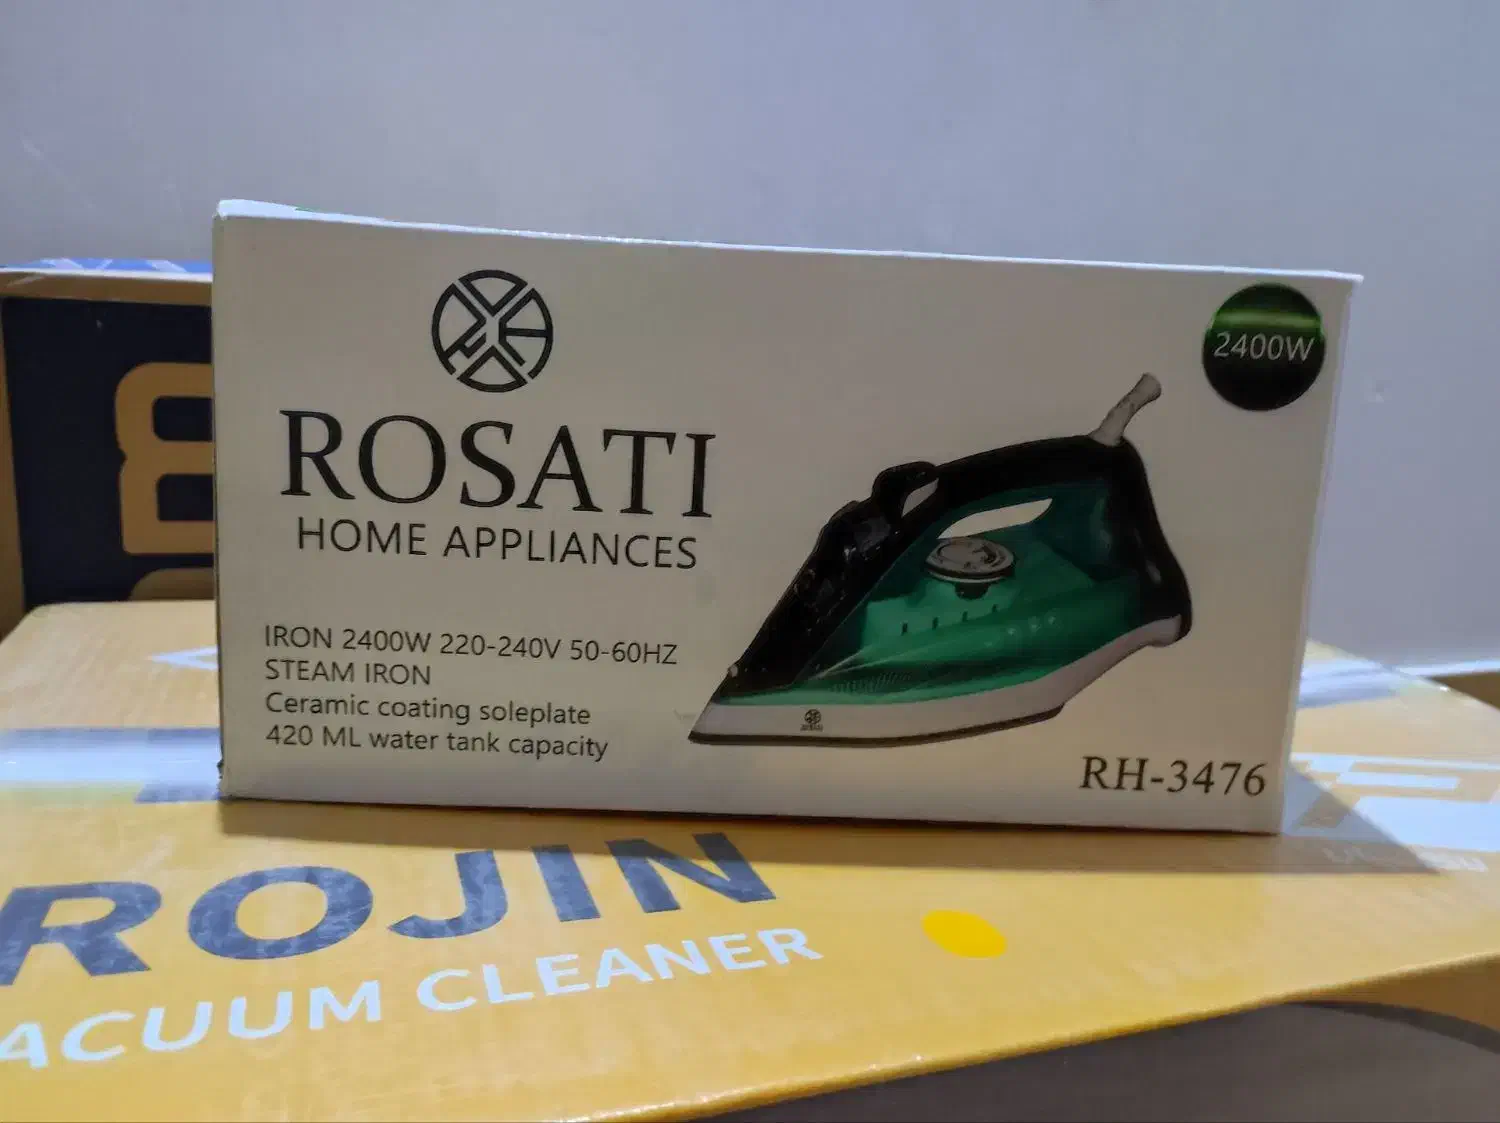 2400W
ROSATI
HOME APPLIANCES
IRON 2400W 220-240V 50-60HZ
STEAM IRON
Ceramic coating soleplate
420 ML water tank capacity
RH-3476
ROJIN
VACUUM CLEANER